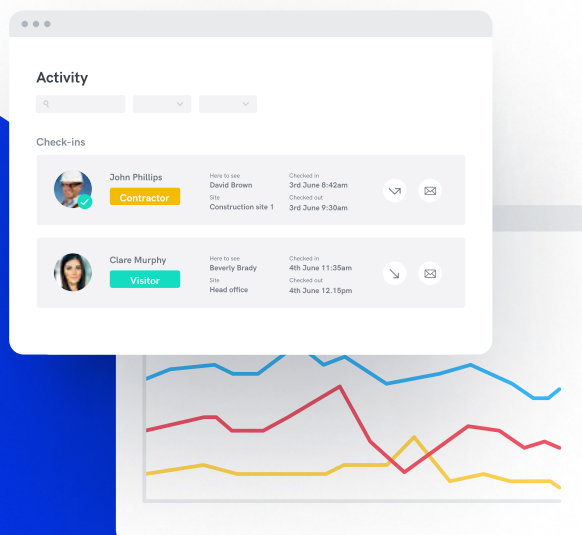 Activity
Check-ins
John Phillips
Contractor
Here to see
David Brown
Site
Construction site 1
Checked in
3rd June 8:42am
Checked out
3rd June 9:30am
Clare Murphy
Visitor
Here to see
Beverly Brady
Site
Head office
Checked in
4th June 11:35am
Checked out
4th June 12.15pm